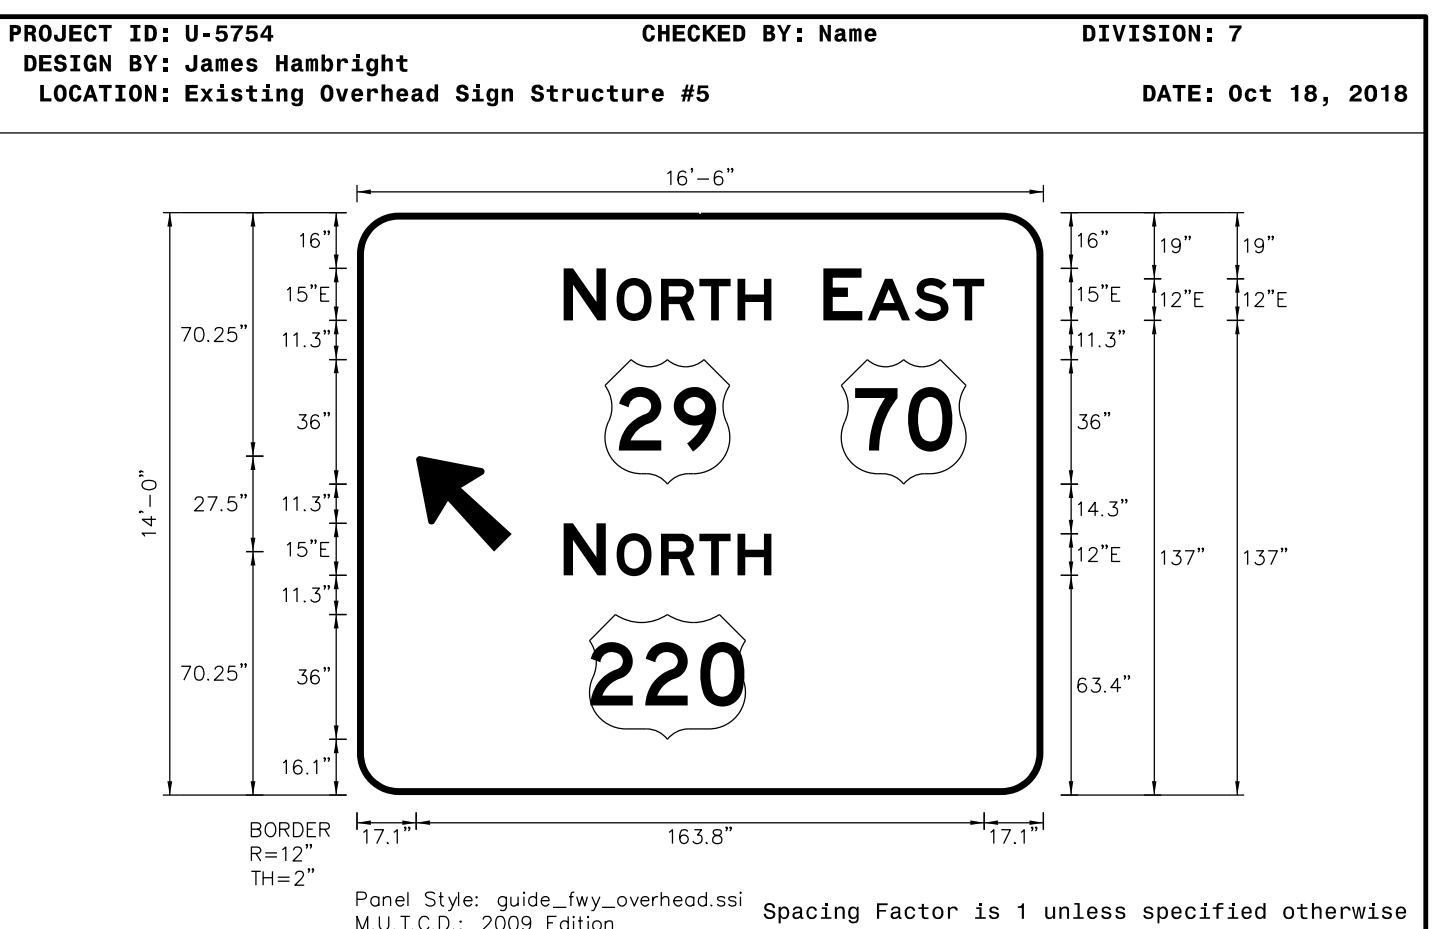 PROJECT ID: U-5754 CHECKED BY: Name DIVISION: 7
DESIGN BY: James Hambright
LOCATION: Existing Overhead Sign Structure #5 DATE: Oct 18, 2018
16'-6"
16" 16" 19" 19"
NORTH EAST
15"E 15"E 12"E 12"E
70.25" 11.3" 11.3"
29 70
36" 36"
14'-0" 27.5" 11.3" 14.3"
NORTH
15"E 12"E 137" 137"
11.3"
220
70.25" 36" 63.4"
16.1"
17.1" 163.8" 17.1"
BORDER
R=12"
TH=2"
Panel Style: guide_fwy_overhead.ssi
M.U.T.C.D.: 2009 Edition
Spacing Factor is 1 unless specified otherwise